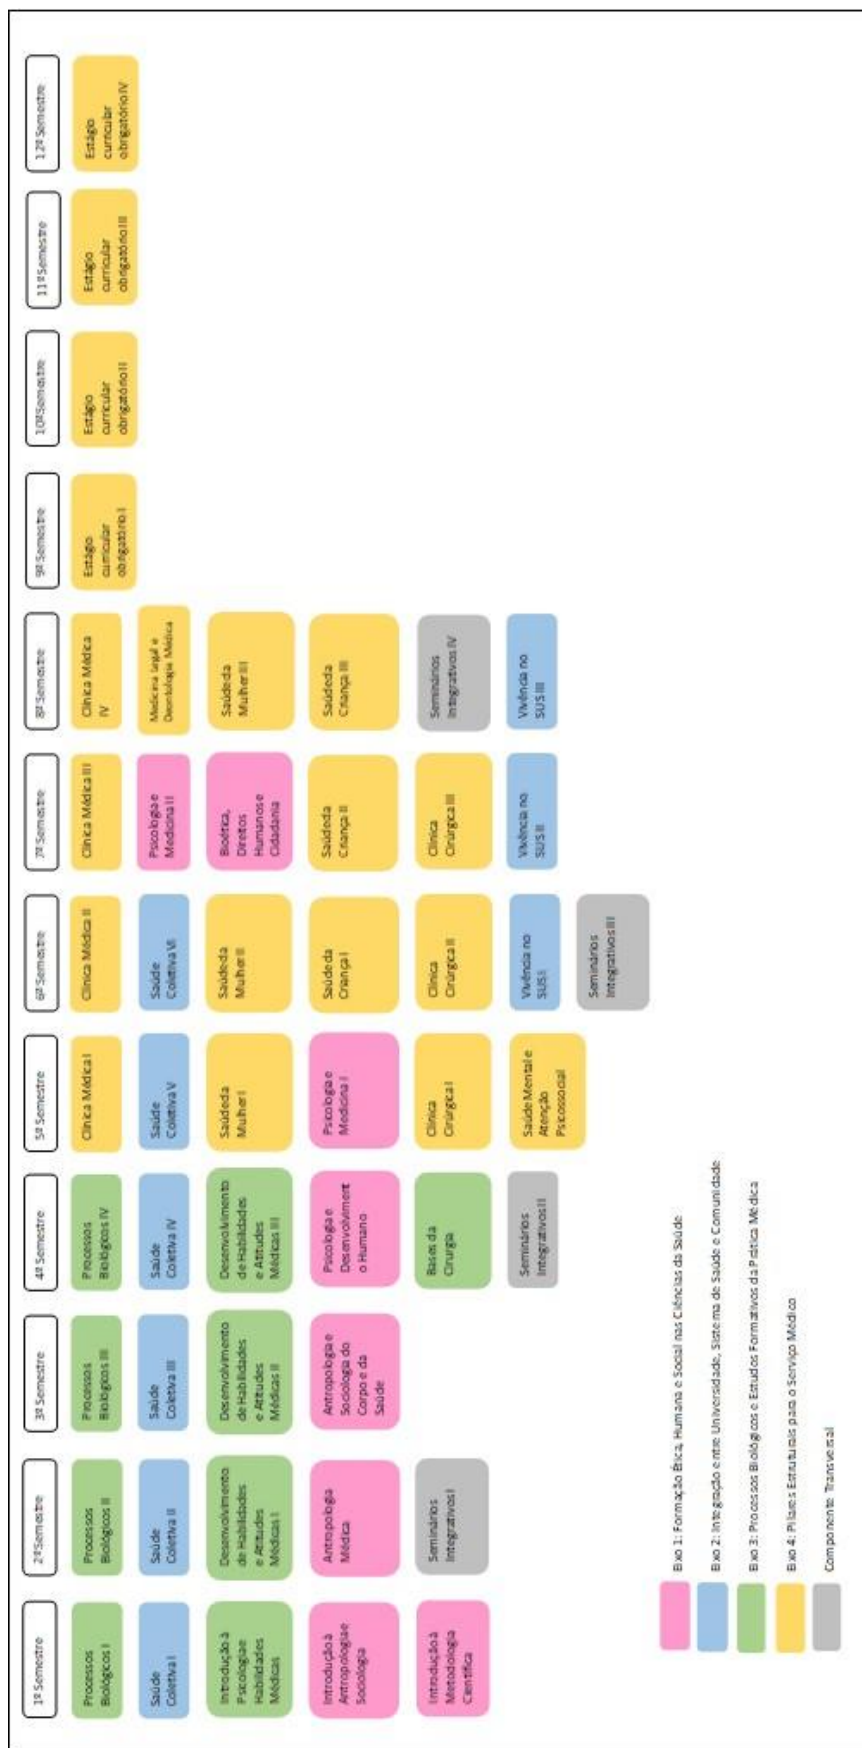 1º Semestre
Processos
Biológicos I
Saúde
Coletiva I
Introdução à
Psicologia e
Habilidades
Médicas
Introdução à
Antropologia e
Sociologia
Introdução à
Metodologia
Científica
2º Semestre
Processos
Biológicos II
Saúde
Coletiva II
Desenvolvimento
de Habilidades
e Atitudes
Médicas I
Antropologia
Médica
Seminários
Integrativos I
3º Semestre
Processos
Biológicos III
Saúde
Coletiva III
Desenvolvimento
de Habilidades
e Atitudes
Médicas II
Antropologia e
Sociologia do
Corpo e da
Saúde
4º Semestre
Processos
Biológicos IV
Saúde
Coletiva IV
Desenvolvimento
de Habilidades
e Atitudes
Médicas III
Psicologia e
Desenvolviment
o Humano
Bases da
Cirurgia
Seminários
Integrativos II
5º Semestre
Clínica Médica I
Saúde
Coletiva V
Saúde da
Mulher I
Psicologia e
Medicina I
Clínica
Cirúrgica I
Saúde Mental e
Atenção
Psicossocial
6º Semestre
Clínica Médica II
Saúde
Coletiva VI
Saúde da
Mulher II
Saúde da
Criança I
Clínica
Cirúrgica II
Vivência no
SUS I
Seminários
Integrativos III
7º Semestre
Clínica Médica III
Psicologia e
Medicina II
Bioética,
Direitos
Humanos e
Cidadania
Saúde da
Criança II
Clínica
Cirúrgica III
Vivência no
SUS II
8º Semestre
Clínica Médica
IV
Medicina Legal e
Deontologia Médica
Saúde da
Mulher III
Saúde da
Criança III
Seminários
Integrativos IV
Vivência no
SUS III
9º Semestre
Estágio
curricular
obrigatório I
10º Semestre
Estágio
curricular
obrigatório II
11º Semestre
Estágio
curricular
obrigatório III
12º Semestre
Estágio
curricular
obrigatório IV
Eixo 1: Formação Ética, Humana e Social nas Ciências da Saúde
Eixo 2: Integração entre Universidade, Sistema de Saúde e Comunidade
Eixo 3: Processos Biológicos e Estudos Formativos da Prática Médica
Eixo 4: Pilares Estruturais para o Serviço Médico
Componente Transversal